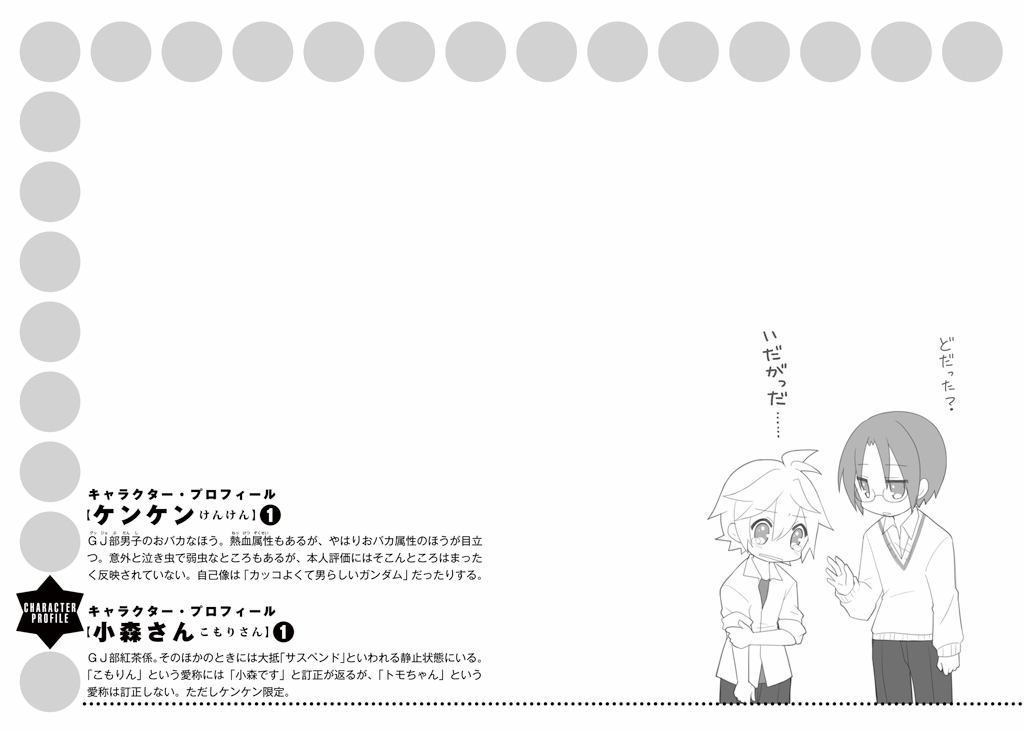 いだがっだ……
どだった？
キャラクター・プロフィール
【ケンケン けんけん】❶
ＧＪ部男子のおバカなほう。熱血属性もあるが、やはりおバカ属性のほうが目立
つ。意外と泣き虫で弱虫なところもあるが、本人評価にはそこんところはまった
く反映されていない。自己像は「カッコよくて男らしいガンダム」だったりする。
CHARACTER
PROFILE
キャラクター・プロフィール
【小森さん こもりさん】❶
ＧＪ部紅茶係。そのほかのときには大抵「サスペンド」といわれる静止状態にいる。
「こもりん」という愛称には「小森です」と訂正が返るが、「トモちゃん」という
愛称は訂正しない。ただしケンケン限定。